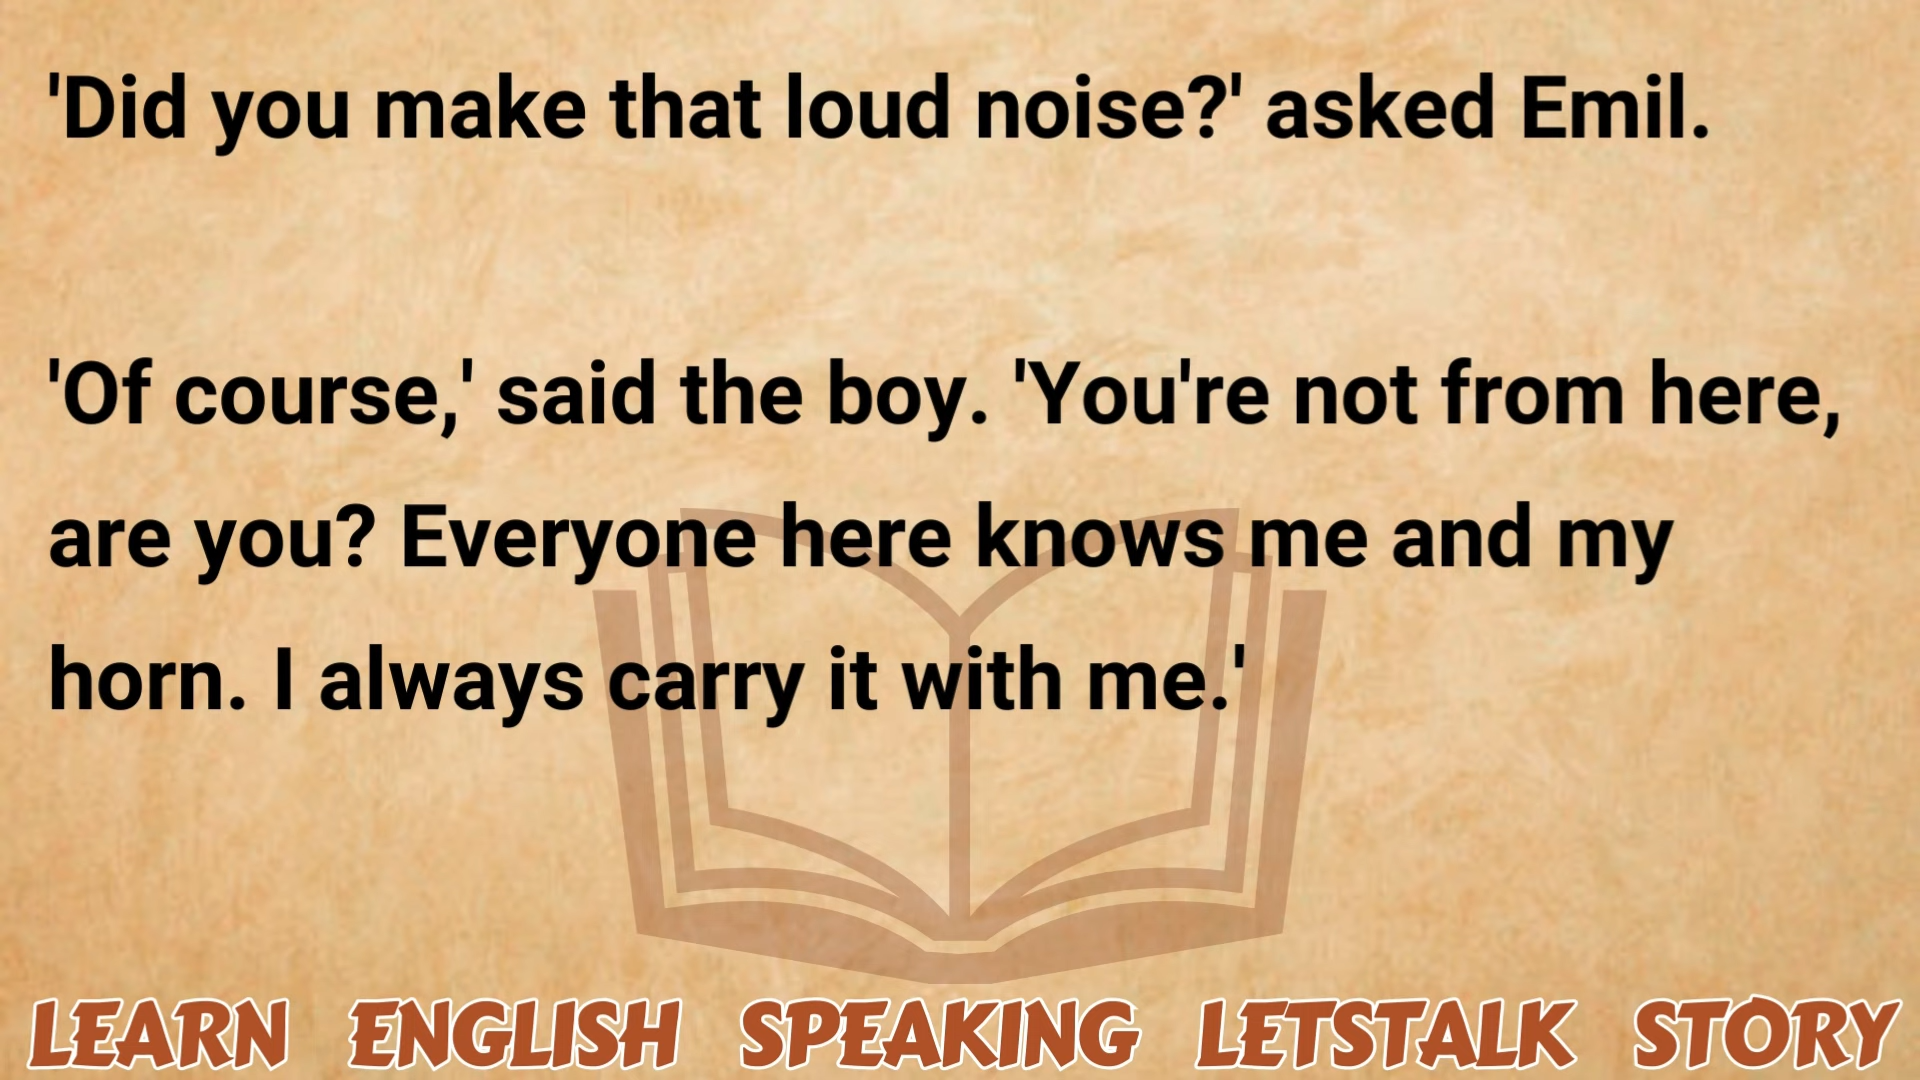 'Did you make that loud noise?' asked Emil.
'Of course,' said the boy. 'You're not from here,
are you? Everyone here knows me and my
horn. I always carry it with me.'
LEARN ENGLISH SPEAKING LETSTALK STORY